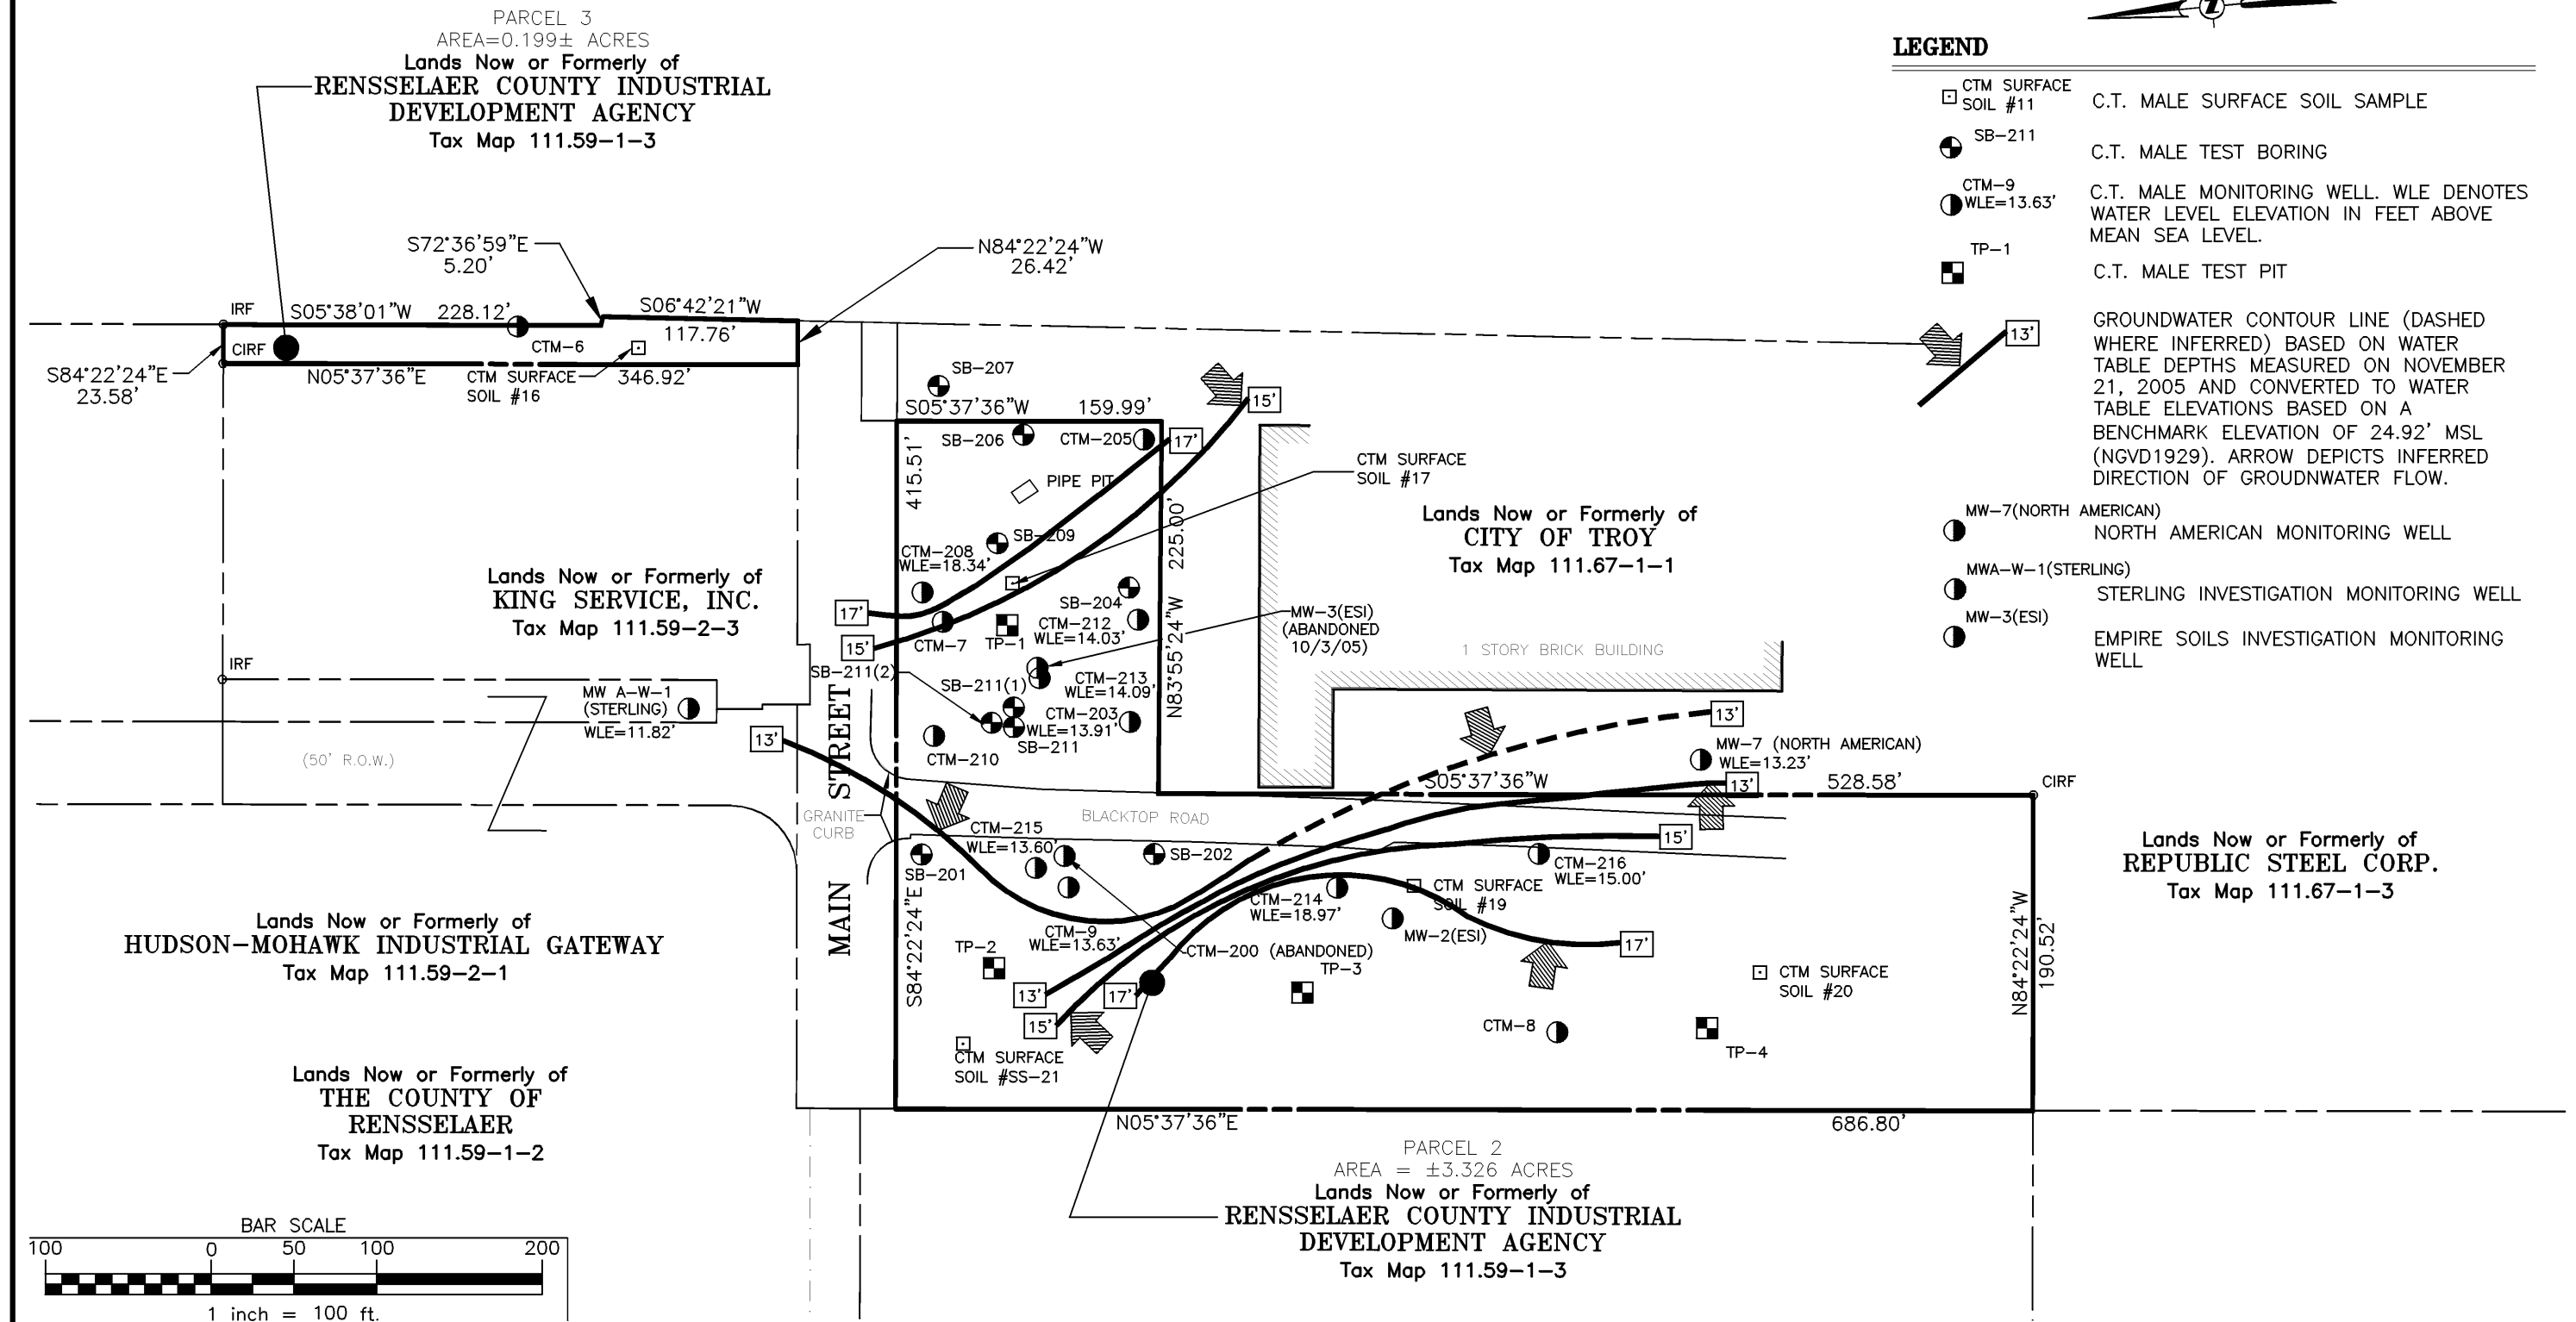 PARCEL 3
AREA=0.199± ACRES
Lands Now or Formerly of
RENSSELAER COUNTY INDUSTRIAL
DEVELOPMENT AGENCY
Tax Map 111.59-1-3
Z
LEGEND
CTM SURFACE
SOIL #11
C.T. MALE SURFACE SOIL SAMPLE
SB-211
C.T. MALE TEST BORING
CTM-9
WLE=13.63'
C.T. MALE MONITORING WELL. WLE DENOTES
WATER LEVEL ELEVATION IN FEET ABOVE
MEAN SEA LEVEL.
TP-1
C.T. MALE TEST PIT
13'
GROUNDWATER CONTOUR LINE (DASHED
WHERE INFERRED) BASED ON WATER
TABLE DEPTHS MEASURED ON NOVEMBER
21, 2005 AND CONVERTED TO WATER
TABLE ELEVATIONS BASED ON A
BENCHMARK ELEVATION OF 24.92' MSL
(NGVD1929). ARROW DEPICTS INFERRED
DIRECTION OF GROUDNWATER FLOW.
MW-7(NORTH AMERICAN)
NORTH AMERICAN MONITORING WELL
MWA-W-1(STERLING)
STERLING INVESTIGATION MONITORING WELL
MW-3(ESI)
EMPIRE SOILS INVESTIGATION MONITORING
WELL
S72°36'59"E
5.20'
N84°22'24"W
26.42'
IRF
S05°38'01"W 228.12'
S06°42'21"W
117.76'
CIRF
CTM-6
S84°22'24"E
23.58'
N05°37'36"E
CTM SURFACE
SOIL #16
346.92'
SB-207
S05°37'36"W 159.99'
15'
SB-206
CTM-205
17'
415.51'
PIPE PIT
CTM SURFACE
SOIL #17
225.00'
N83°55'24"W
SB-209
CTM-208
WLE=18.34'
Lands Now or Formerly of
CITY OF TROY
Tax Map 111.67-1-1
Lands Now or Formerly of
KING SERVICE, INC.
Tax Map 111.59-2-3
SB-204
17'
CTM-212
WLE=14.03'
MW-3(ESI)
(ABANDONED
10/3/05)
15'
CTM-7
TP-1
1 STORY BRICK BUILDING
IRF
SB-211(2)
SB-211(1)
CTM-213
WLE=14.09'
MW A-W-1
(STERLING)
WLE=11.82'
CTM-203
WLE=13.91'
SB-211
13'
CTM-210
13'
(50' R.O.W.)
MW-7 (NORTH AMERICAN)
WLE=13.23'
MAIN STREET
S05°37'36"W
13'
528.58'
CIRF
GRANITE
CURB
BLACKTOP ROAD
CTM-215
WLE=13.60'
15'
SB-201
SB-202
CTM-216
WLE=15.00'
Lands Now or Formerly of
REPUBLIC STEEL CORP.
Tax Map 111.67-1-3
S84°22'24"E
CTM-214
WLE=18.97'
CTM SURFACE
SOIL #19
MW-2(ESI)
Lands Now or Formerly of
HUDSON-MOHAWK INDUSTRIAL GATEWAY
Tax Map 111.59-2-1
CTM-9
WLE=13.63'
TP-2
CTM-200 (ABANDONED)
TP-3
17'
N84°22'24"W
190.52'
CTM SURFACE
SOIL #20
13'
17'
15'
CTM-8
TP-4
CTM SURFACE
SOIL #SS-21
Lands Now or Formerly of
THE COUNTY OF
RENSSELAER
Tax Map 111.59-1-2
N05°37'36"E
686.80'
PARCEL 2
AREA = ±3.326 ACRES
Lands Now or Formerly of
RENSSELAER COUNTY INDUSTRIAL
DEVELOPMENT AGENCY
Tax Map 111.59-1-3
BAR SCALE
100 0 50 100 200
1 inch = 100 ft.